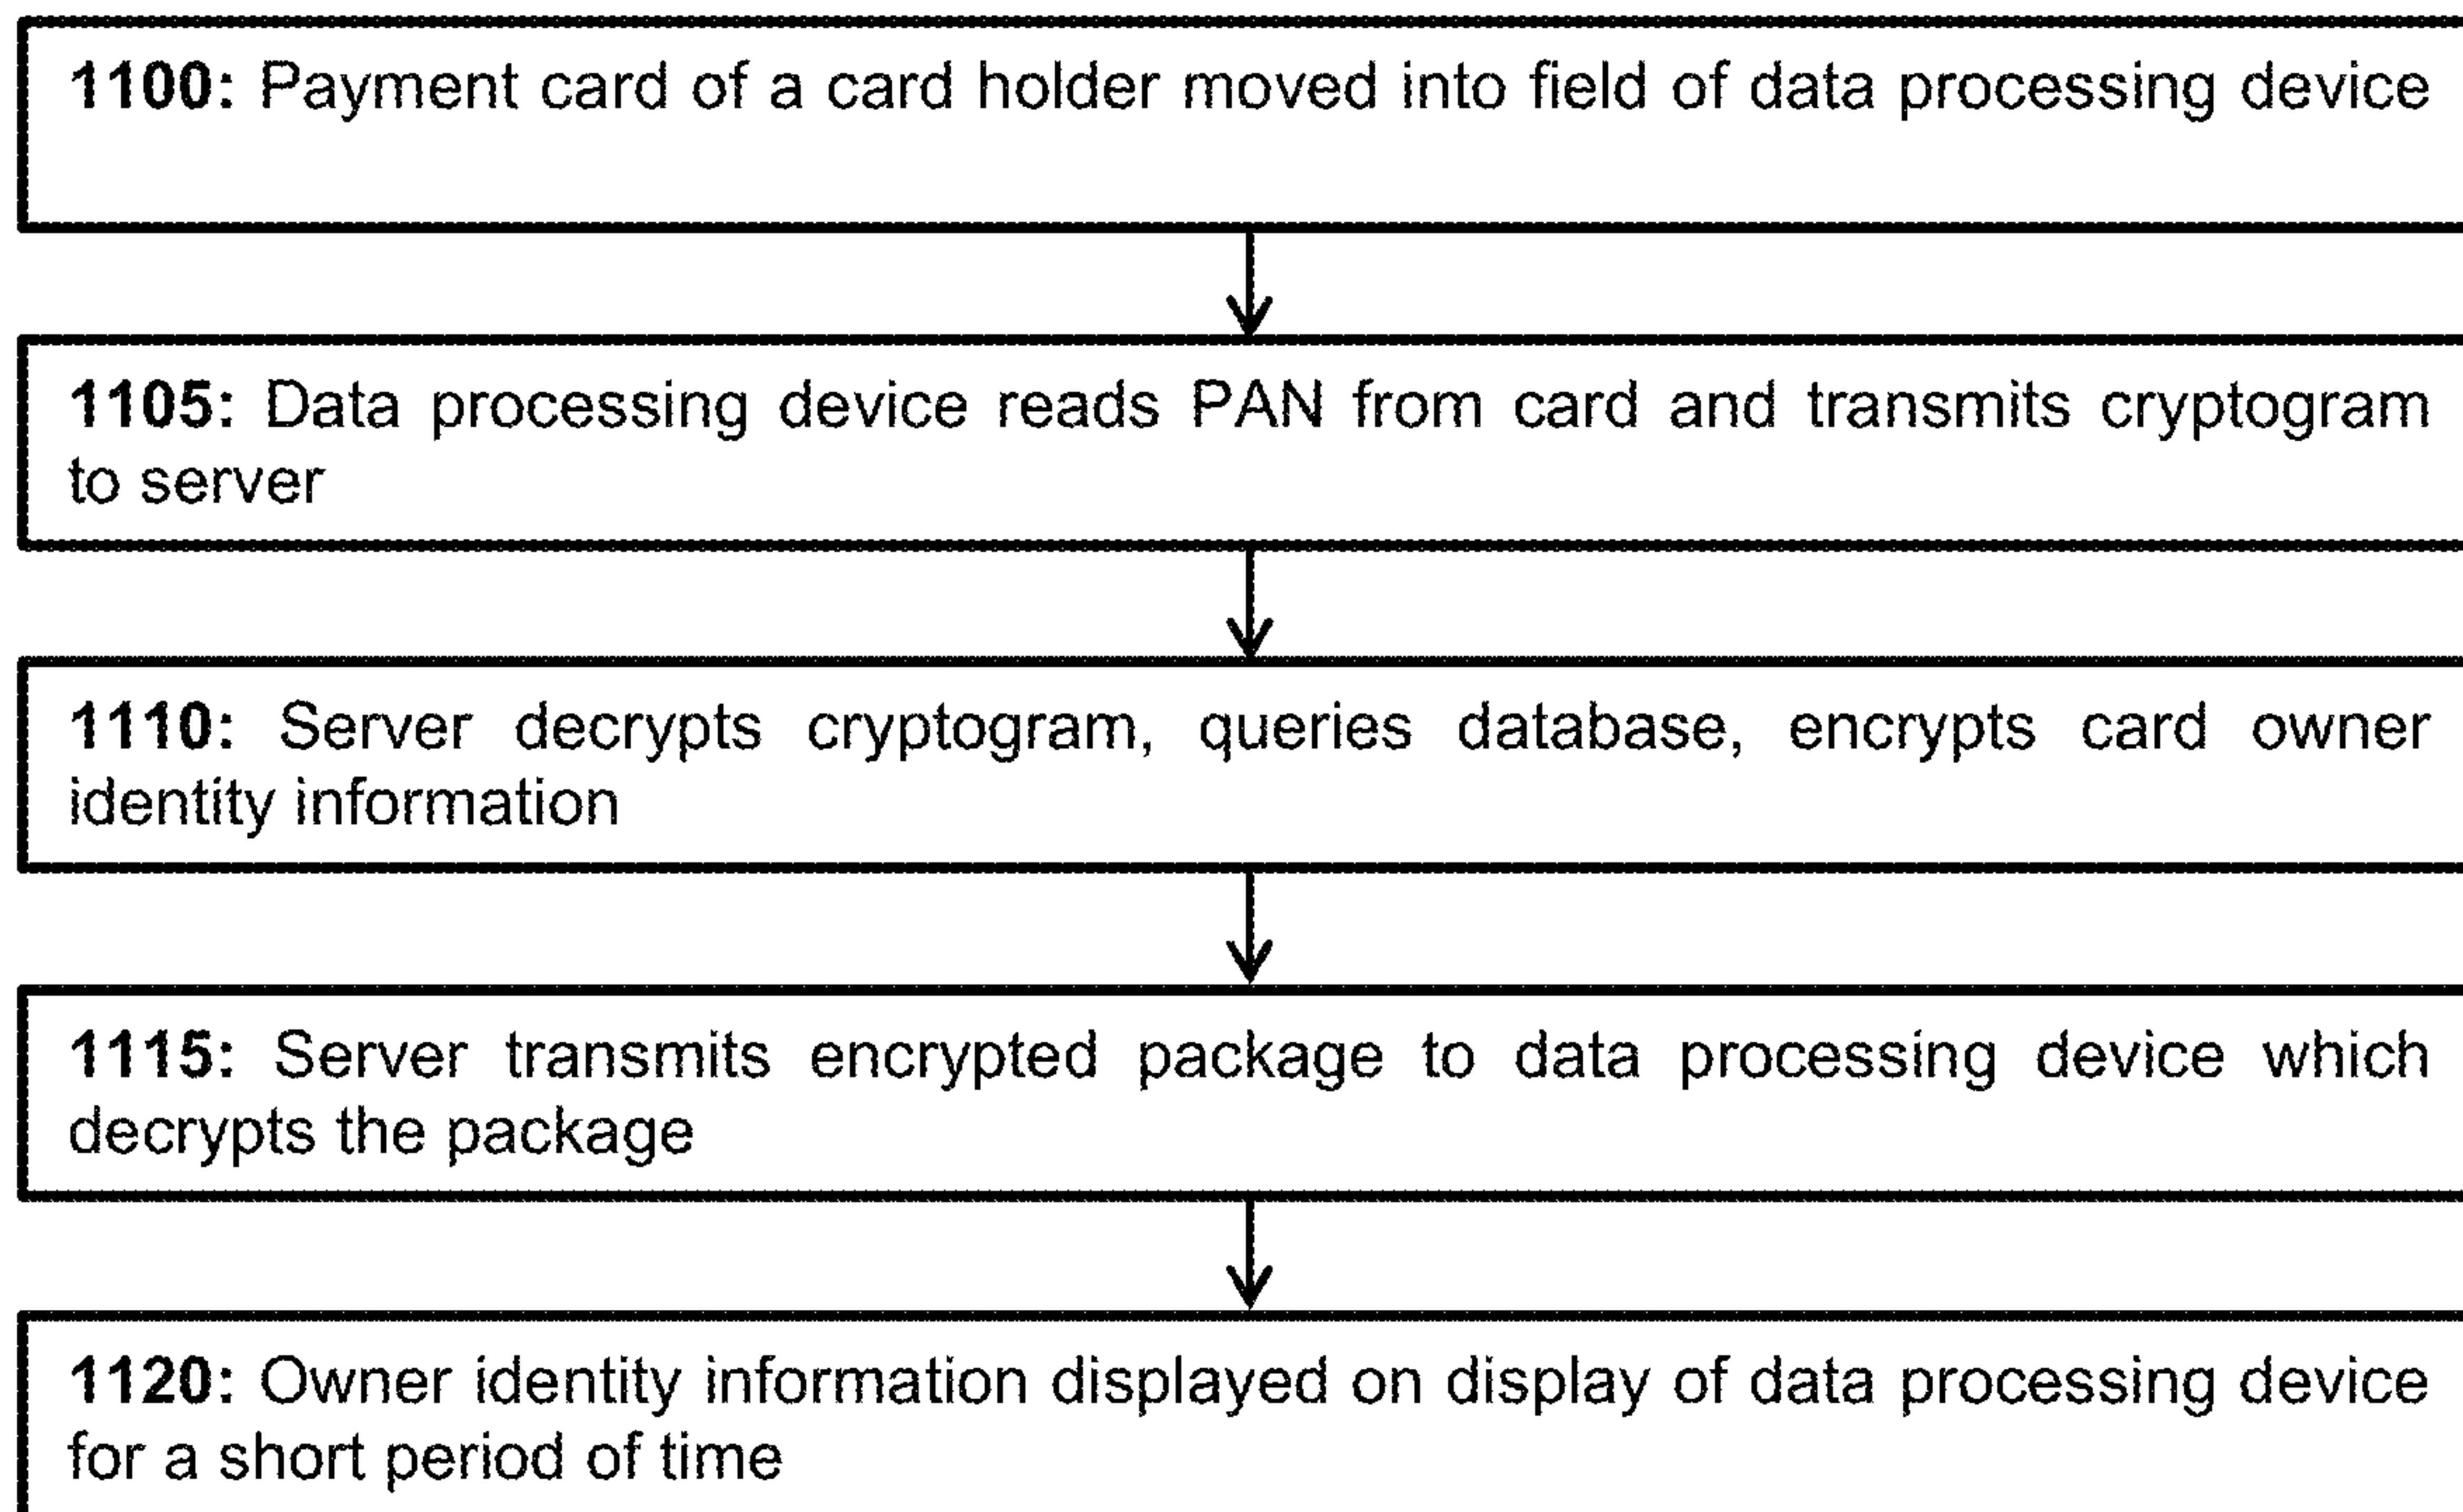 1100: Payment card of a card holder moved into field of data processing device
1105: Data processing device reads PAN from card and transmits cryptogram
to server
1110: Server decrypts cryptogram, queries database, encrypts card owner
identity information
1115: Server transmits encrypted package to data processing device which
decrypts the package
1120: Owner identity information displayed on display of data processing device
for a short period of time